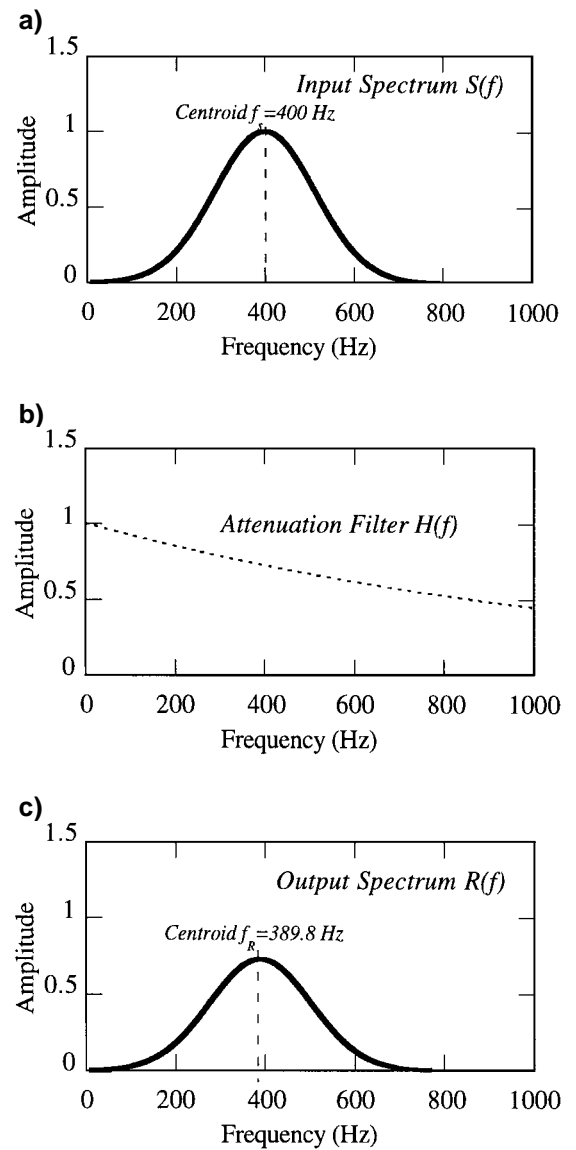 a)
1.5
Input Spectrum S(f)
Centroid f_s=400 Hz
1
Amplitude
0.5
0
0 200 400 600 800 1000
Frequency (Hz)
b)
1.5
1
Attenuation Filter H(f)
Amplitude
0.5
0
0 200 400 600 800 1000
Frequency (Hz)
c)
1.5
Output Spectrum R(f)
1
Centroid f_R=389.8 Hz
Amplitude
0.5
0
0 200 400 600 800 1000
Frequency (Hz)